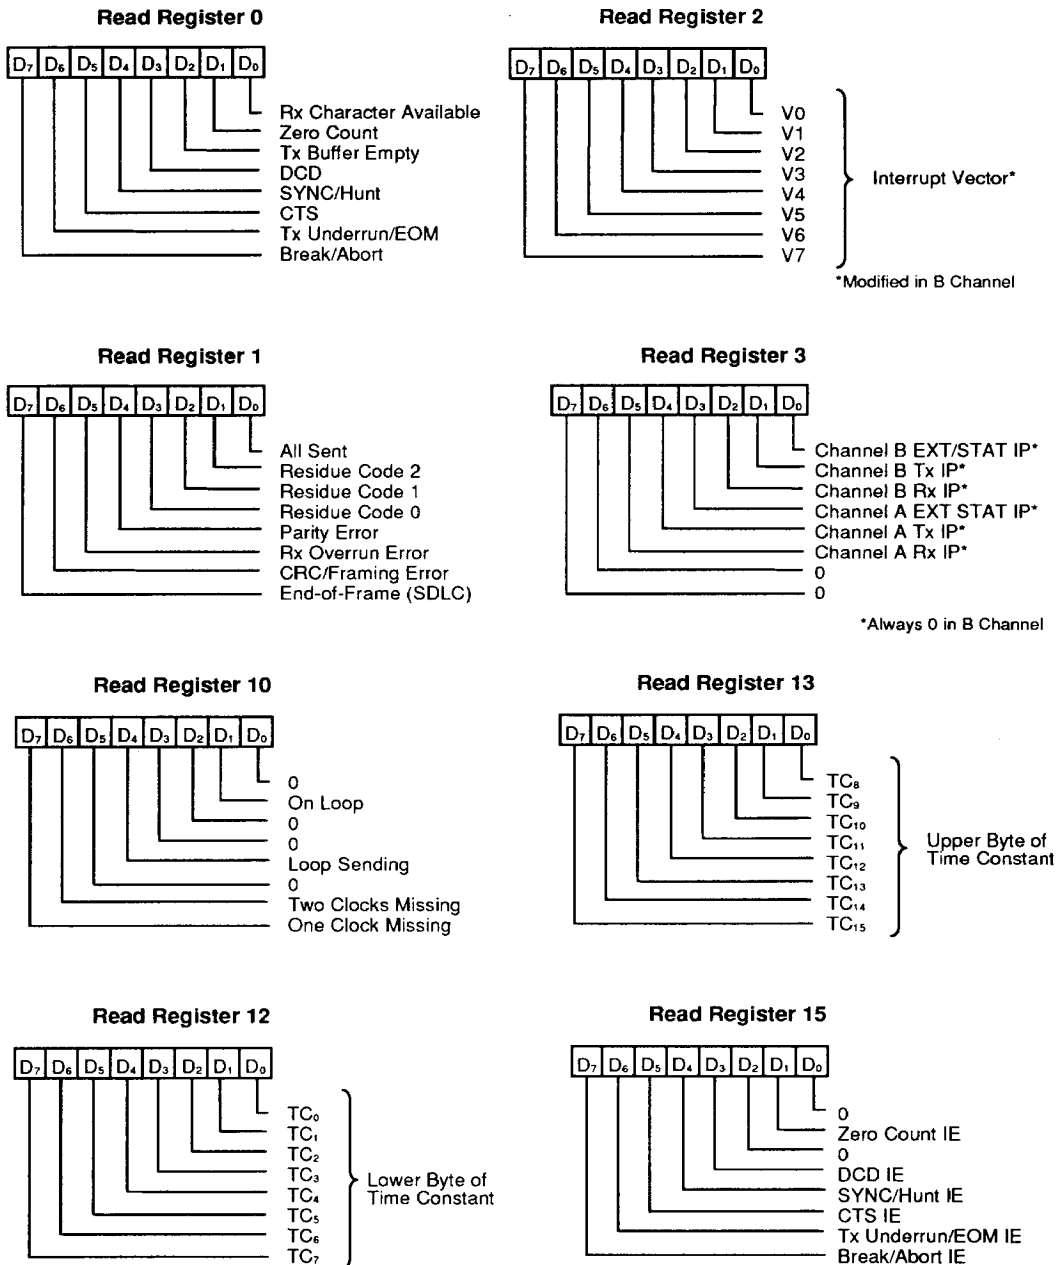 Read Register 0
D₇ D₆ D₅ D₄ D₃ D₂ D₁ D₀
Rx Character Available
Zero Count
Tx Buffer Empty
DCD
SYNC/Hunt
CTS
Tx Underrun/EOM
Break/Abort
Read Register 2
D₇ D₆ D₅ D₄ D₃ D₂ D₁ D₀
V0
V1
V2
V3
V4
V5
V6
V7
Interrupt Vector*
*Modified in B Channel
Read Register 1
D₇ D₆ D₅ D₄ D₃ D₂ D₁ D₀
All Sent
Residue Code 2
Residue Code 1
Residue Code 0
Parity Error
Rx Overrun Error
CRC/Framing Error
End-of-Frame (SDLC)
Read Register 3
D₇ D₆ D₅ D₄ D₃ D₂ D₁ D₀
Channel B EXT/STAT IP*
Channel B Tx IP*
Channel B Rx IP*
Channel A EXT STAT IP*
Channel A Tx IP*
Channel A Rx IP*
0
0
*Always 0 in B Channel
Read Register 10
D₇ D₆ D₅ D₄ D₃ D₂ D₁ D₀
0
On Loop
0
0
Loop Sending
0
Two Clocks Missing
One Clock Missing
Read Register 13
D₇ D₆ D₅ D₄ D₃ D₂ D₁ D₀
TC₈
TC₉
TC₁₀
TC₁₁
TC₁₂
TC₁₃
TC₁₄
TC₁₅
Upper Byte of
Time Constant
Read Register 12
D₇ D₆ D₅ D₄ D₃ D₂ D₁ D₀
TC₀
TC₁
TC₂
TC₃
TC₄
TC₅
TC₆
TC₇
Lower Byte of
Time Constant
Read Register 15
D₇ D₆ D₅ D₄ D₃ D₂ D₁ D₀
0
Zero Count IE
0
DCD IE
SYNC/Hunt IE
CTS IE
Tx Underrun/EOM IE
Break/Abort IE